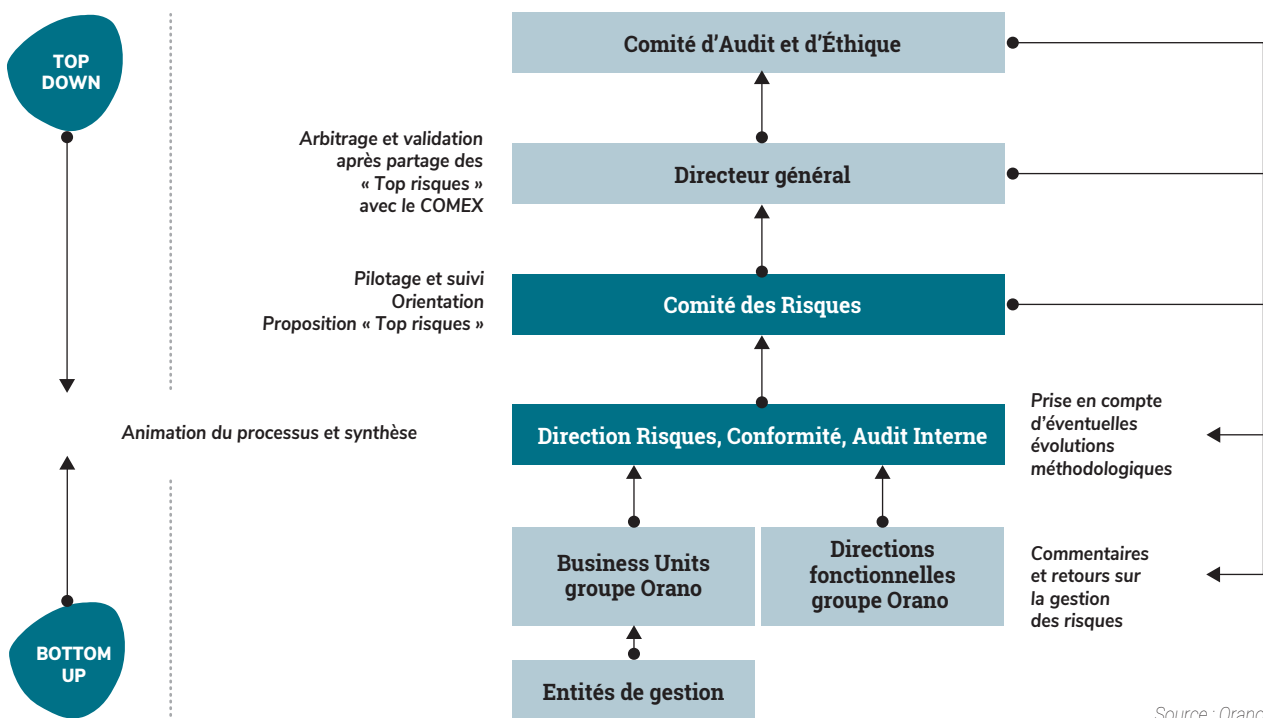 TOP
DOWN
Comité d'Audit et d'Éthique
Arbitrage et validation
après partage des
« Top risques »
avec le COMEX
Directeur général
Pilotage et suivi
Orientation
Proposition « Top risques »
Comité des Risques
Animation du processus et synthèse
Direction Risques, Conformité, Audit Interne
Prise en compte
d'éventuelles
évolutions
méthodologiques
Business Units
groupe Orano
Directions
fonctionnelles
groupe Orano
Commentaires
et retours sur
la gestion
des risques
BOTTOM
UP
Entités de gestion
Source : Orano